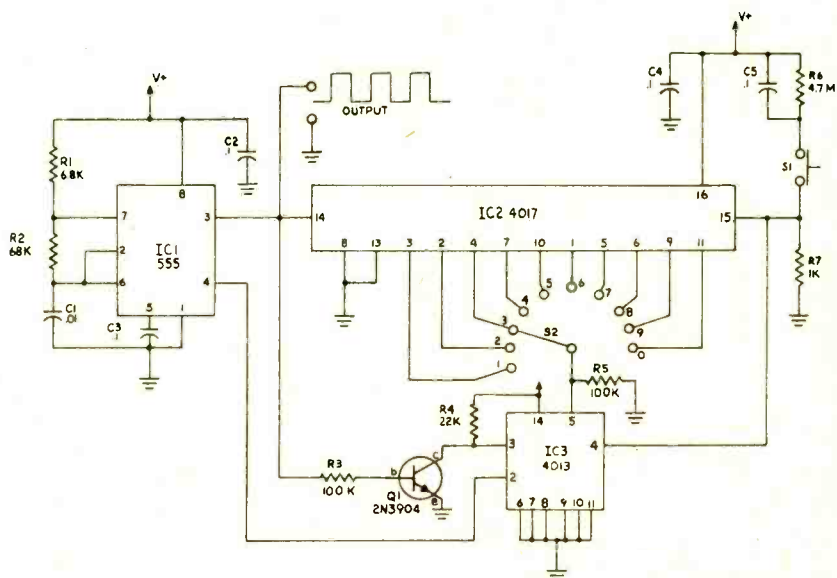 V+
V+
C4
.1
C5
.1
R6
4.7M
S1
OUTPUT
C2
.1
R1
6.8K
R2
68K
C1
.01
C3
.1
7
8
3
2
6
4
5
1
IC1
555
14
IC2 4017
16
15
8 13 3 2 4 7 10 1 5 6 9 11
R7
1K
1
2
3
4
5
6
7
8
9
0
S2
R5
100K
R4
22K
R3
100K
b
c
e
Q1
2N3904
14
5
3
IC3
4
2
4013
6 7 8 9 10 11